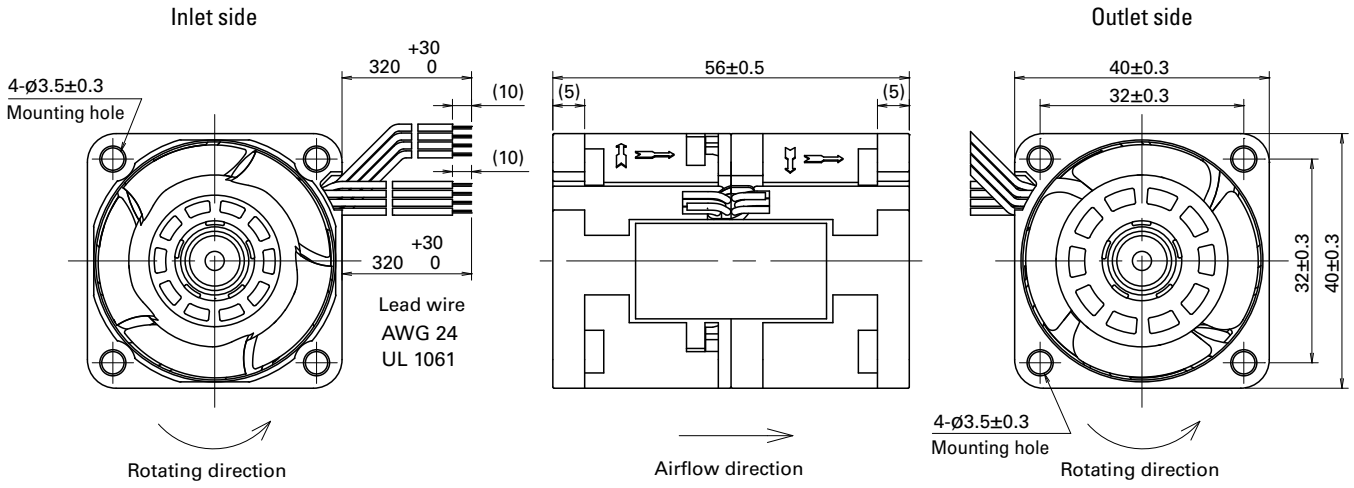 Inlet side
4-ø3.5±0.3
Mounting hole
+30
320 0
(10)
(10)
+30
320 0
Lead wire
AWG 24
UL 1061
Rotating direction
56±0.5
(5)
(5)
Airflow direction
Outlet side
40±0.3
32±0.3
32±0.3
40±0.3
4-ø3.5±0.3
Mounting hole
Rotating direction